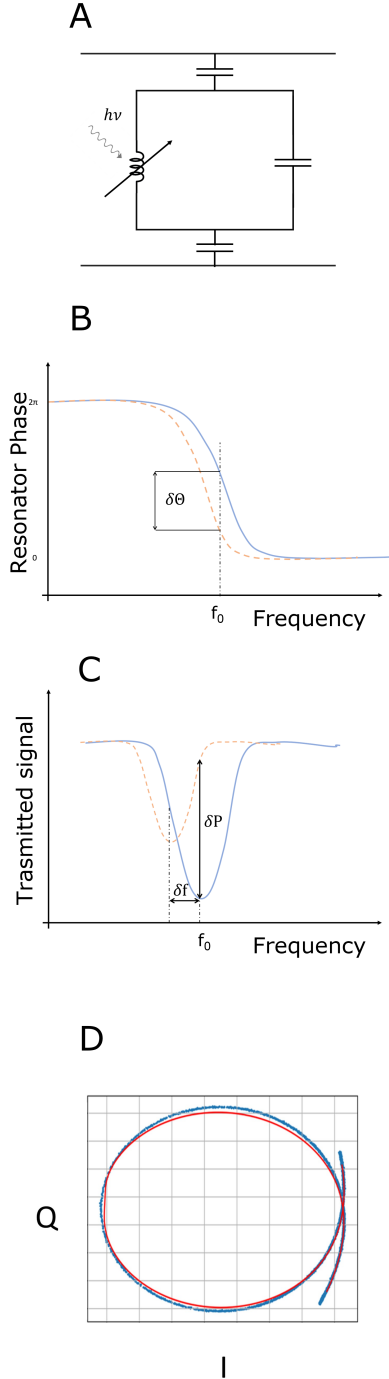 A
hν
B
Resonator Phase
2π
0
δΘ
f0
Frequency
C
Trasmitted signal
δP
δf
f0
Frequency
D
Q
I